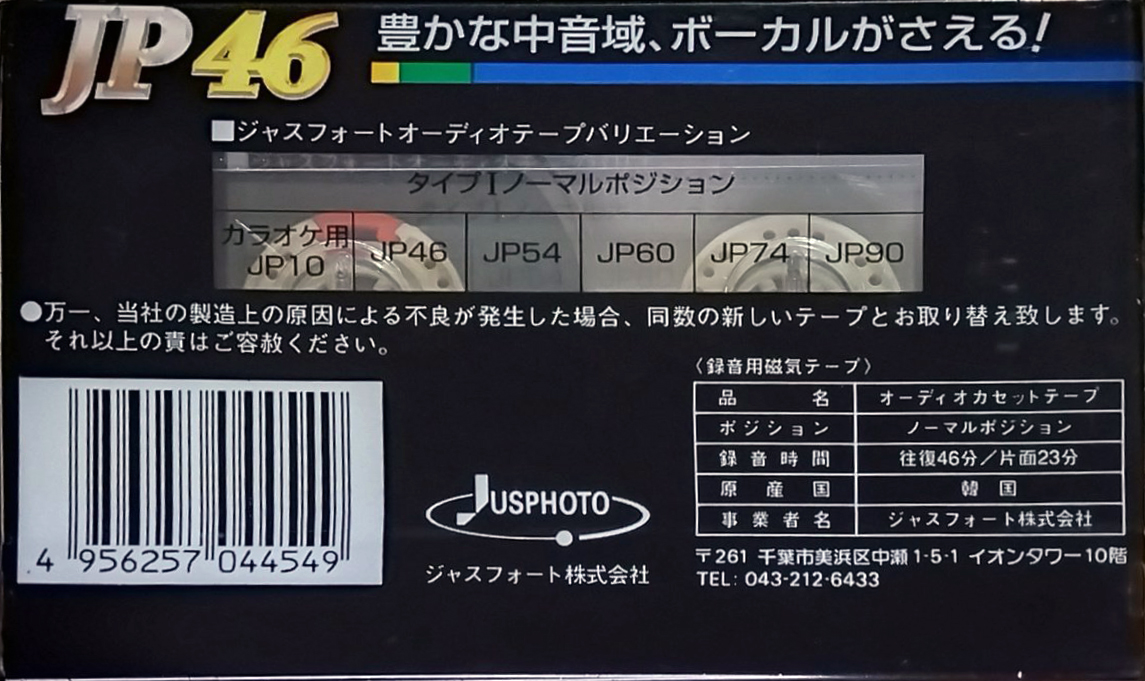 JP46 豊かな中音域、ボーカルがさえる!
■ジャスフォートオーディオテープバリエーション
タイプIノーマルポジション
カラオケ用 JP10 JP46 JP54 JP60 JP74 JP90
●万一、当社の製造上の原因による不良が発生した場合、同数の新しいテープとお取り替え致します。
それ以上の責はご容赦ください。
〈録音用磁気テープ〉
品名 オーディオカセットテープ
ポジション ノーマルポジション
録音時間 往復46分/片面23分
原産国 韓国
事業者名 ジャスフォート株式会社
〒261 千葉市美浜区中瀬1-5-1 イオンタワー10階
TEL: 043-212-6433
JUSPHOTO
ジャスフォート株式会社
4 956257 044549